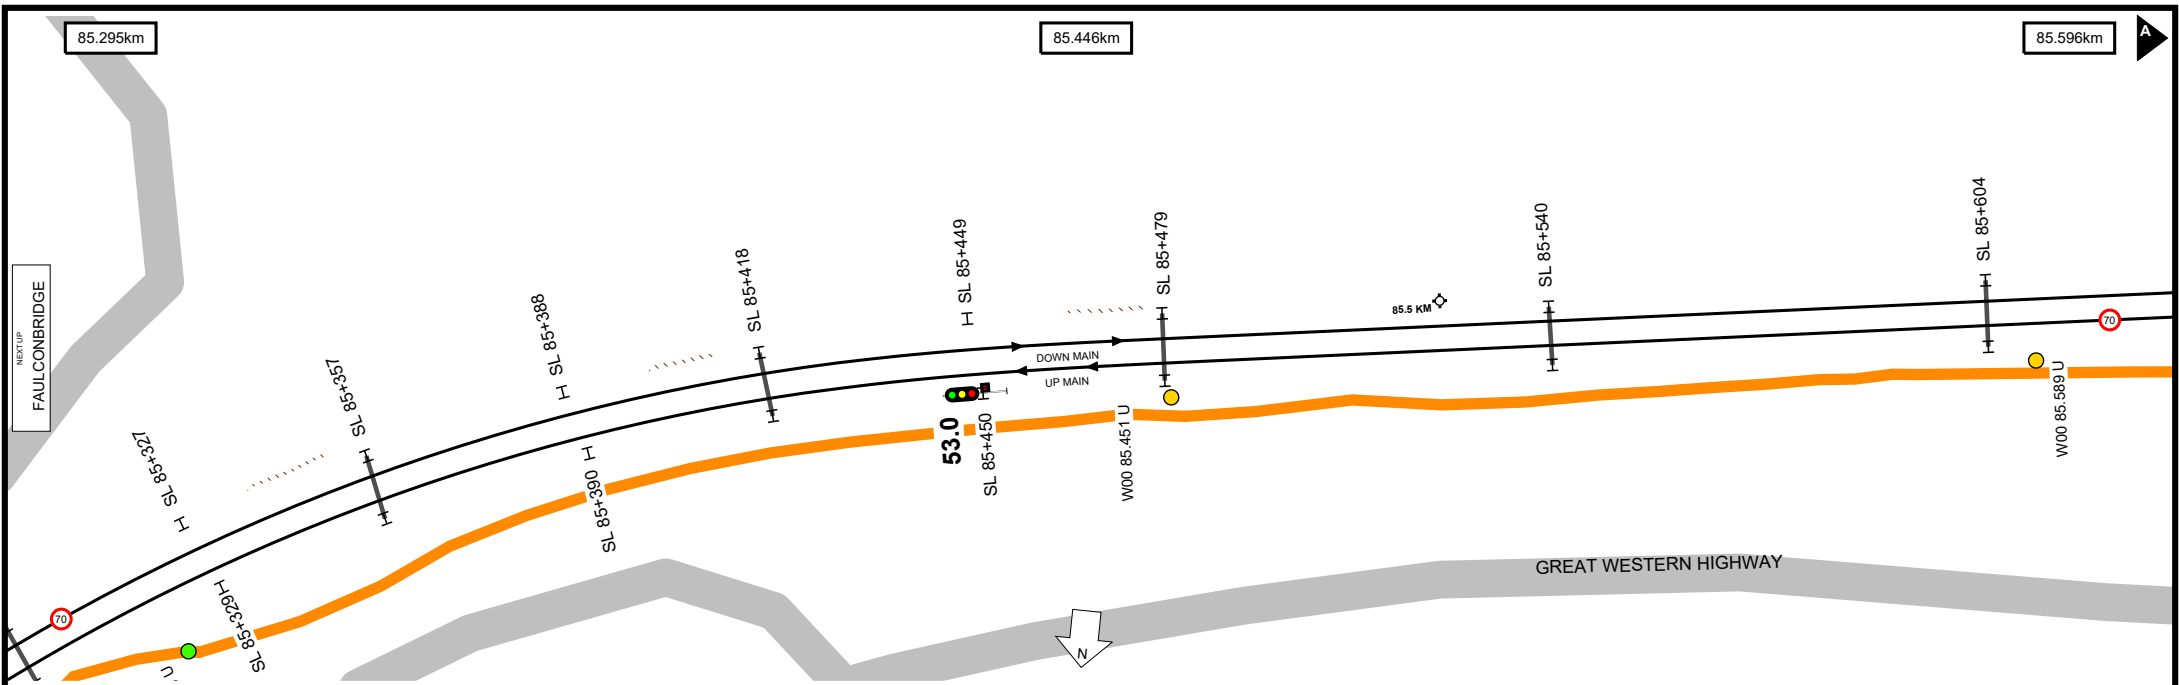 85.295km
85.446km
85.596km
A
NEXT UP
FAULCONBRIDGE
SL 85+327
SL 85+357
SL 85+388
SL 85+418
SL 85+449
SL 85+479
SL 85+540
SL 85+604
85.5 KM
DOWN MAIN
UP MAIN
70
70
53.0
SL 85+450
W00 85.451 U
W00 85.589 U
SL 85+390
SL 85+329
U
GREAT WESTERN HIGHWAY
N